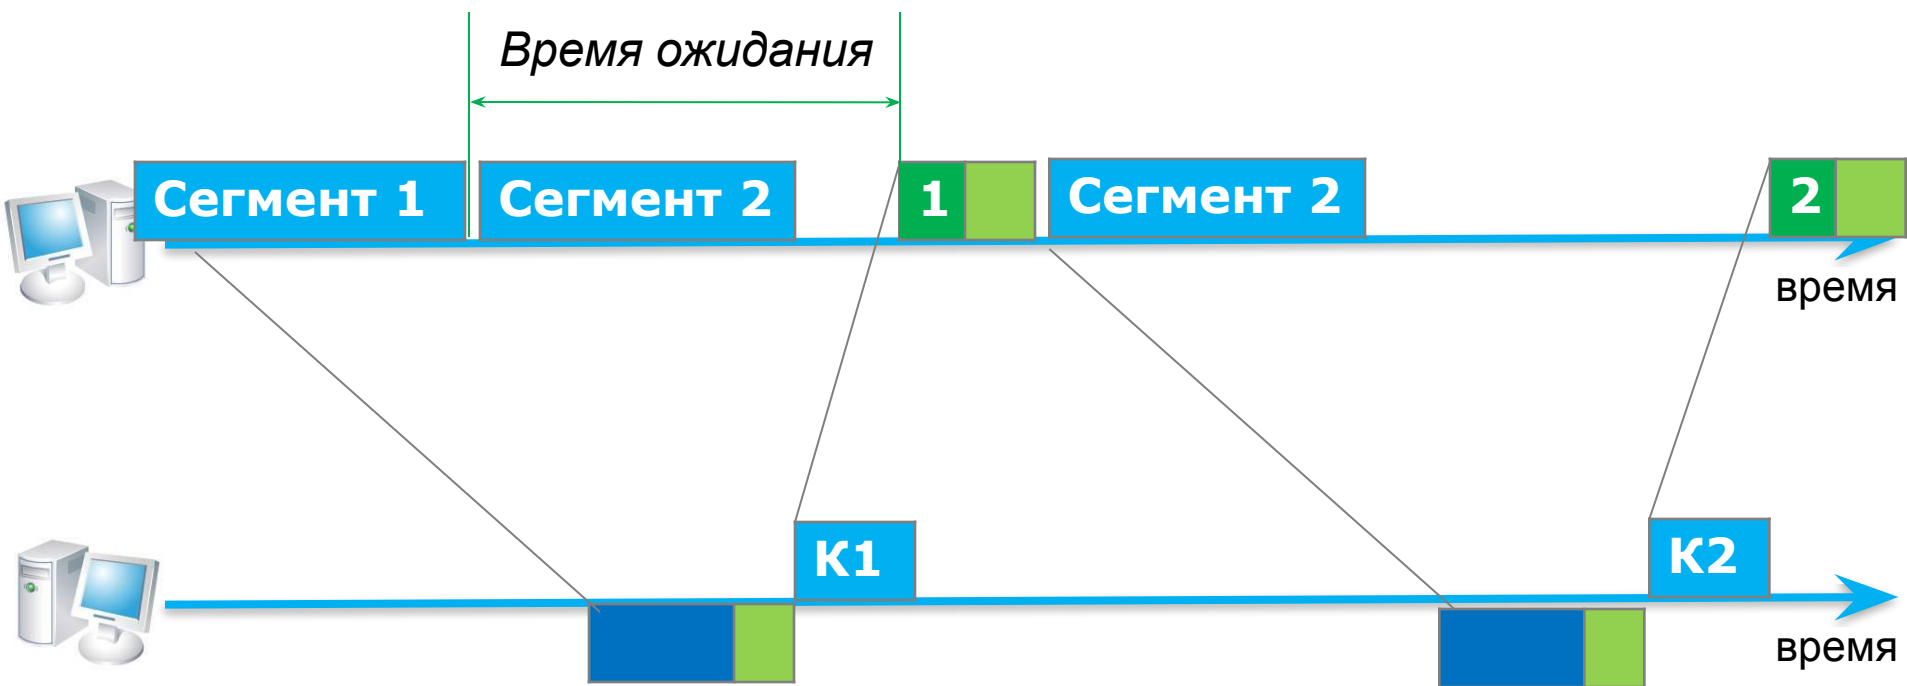 Время ожидания
Сегмент 1
Сегмент 2
1
Сегмент 2
2
время
К1
К2
время